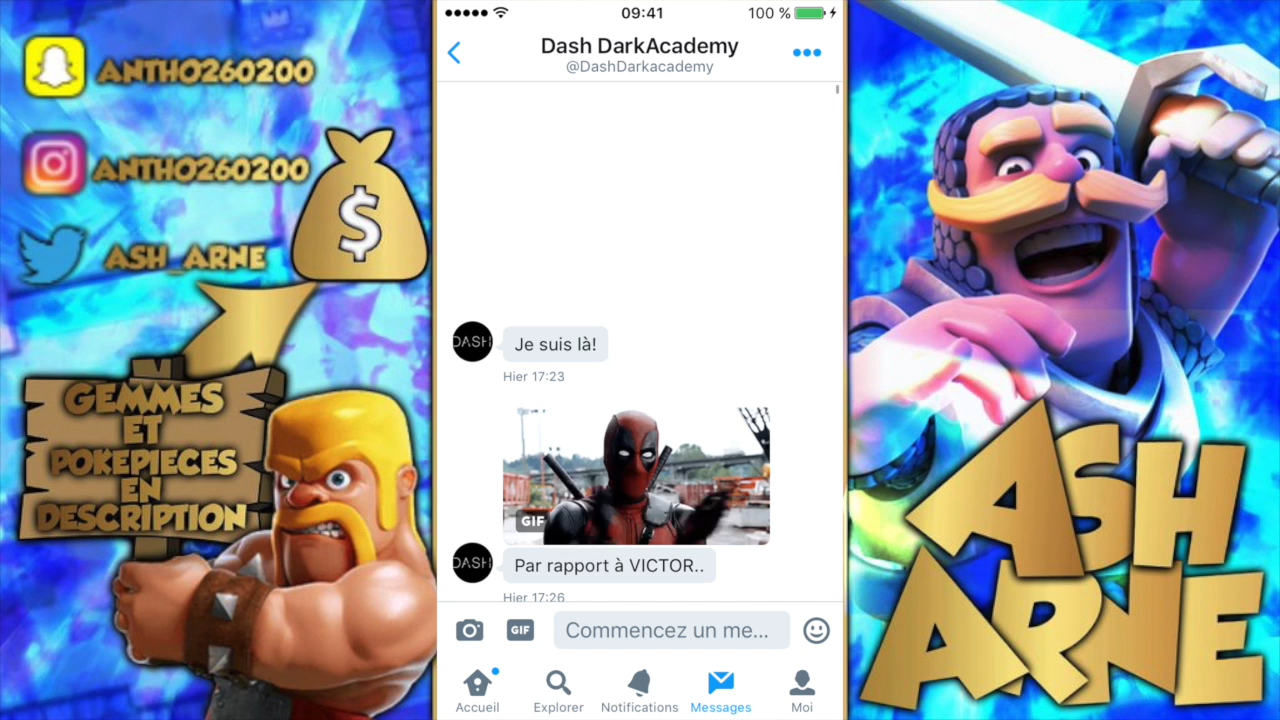 ANTHO260200
ANTHO260200
ASH_ARNE
$
GEMMES
ET
POKEPIECES
EN
DESCRIPTION
09:41
100 %
Dash DarkAcademy
@DashDarkacademy
DASH
Je suis là!
Hier 17:23
GIF
DASH
Par rapport à VICTOR..
Hier 17:26
GIF
Commencez un me...
Accueil
Explorer
Notifications
Messages
Moi
ASH
ARNE